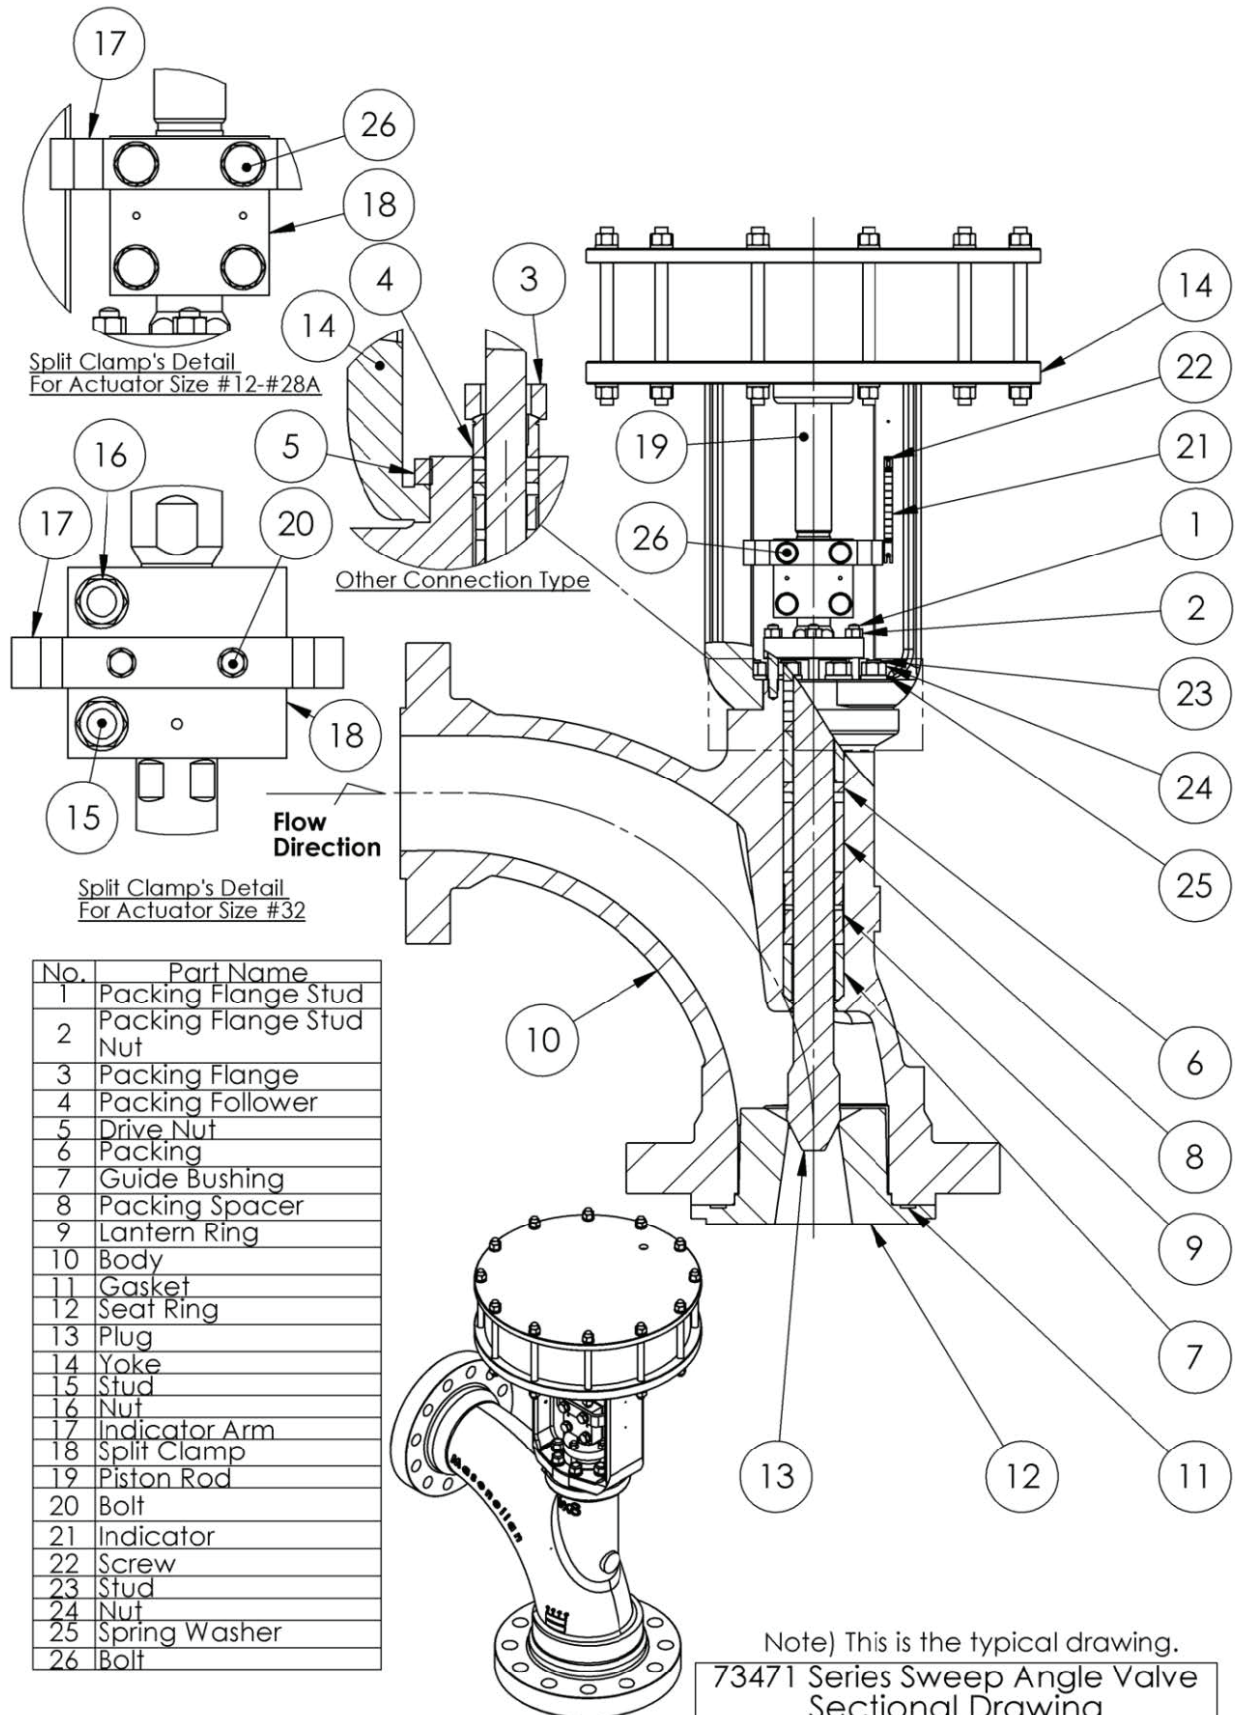 17
26
18
4
3
14
14
Split Clamp's Detail
For Actuator Size #12-#28A
22
5
19
21
16
17
20
26
1
Other Connection Type
2
23
18
24
15
Flow
Direction
25
Split Clamp's Detail
For Actuator Size #32
No. Part Name
1 Packing Flange Stud
2 Packing Flange Stud
Nut
3 Packing Flange
4 Packing Follower
5 Drive Nut
6 Packing
7 Guide Bushing
8 Packing Spacer
9 Lantern Ring
10 Body
11 Gasket
12 Seat Ring
13 Plug
14 Yoke
15 Stud
16 Nut
17 Indicator Arm
18 Split Clamp
19 Piston Rod
20 Bolt
21 Indicator
22 Screw
23 Stud
24 Nut
25 Spring Washer
26 Bolt
10
6
8
9
7
13
12
11
Masoneilan
Note) This is the typical drawing.
73471 Series Sweep Angle Valve
Sectional Drawing